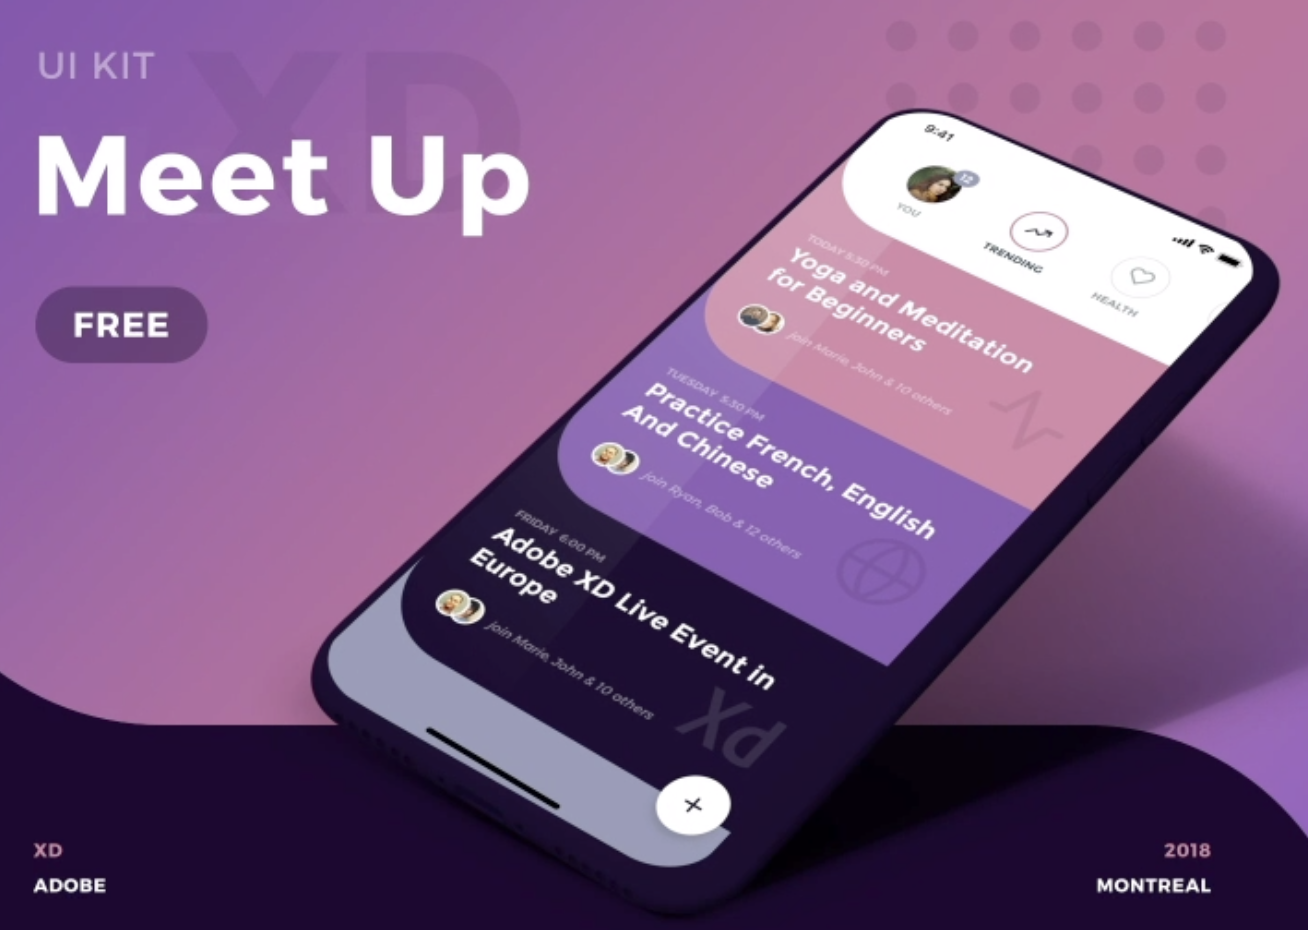 UI KIT
XD
Meet Up
FREE
9:41
12
YOU
TRENDING
HEALTH
TODAY 5:30 PM
Yoga and Meditation
for Beginners
join Marie, John & 10 others
TUESDAY 5:30 PM
Practice French, English
And Chinese
join Ryan, Bob & 12 others
FRIDAY 6:00 PM
Adobe XD Live Event in
Europe
join Marie, John & 10 others
Xd
+
XD
ADOBE
2018
MONTREAL